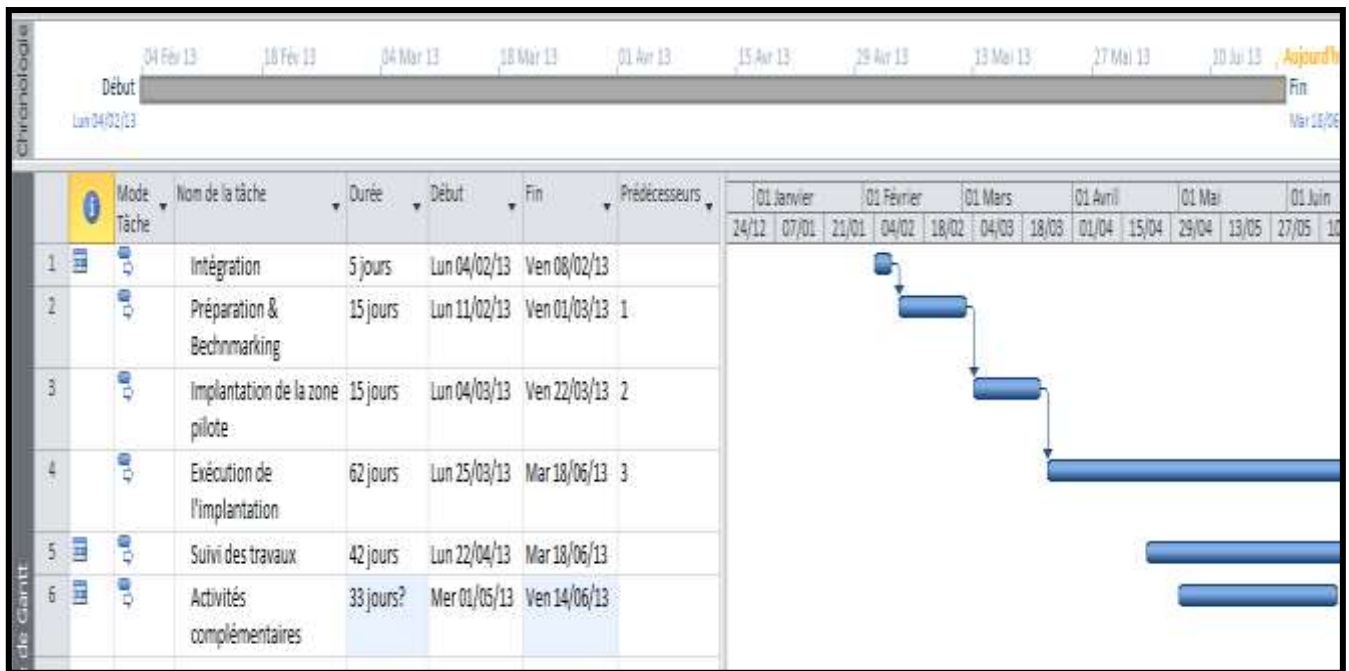 Chronologie
04 Fév 13 18 Fév 13 04 Mar 13 18 Mar 13 01 Avr 13 15 Avr 13 29 Avr 13 13 Mai 13 27 Mai 13 10 Jui 13 Aujourd'h
Début
Fin
Lun 04/02/13
Mar 18/06
Mode Tâche Nom de la tâche Durée Début Fin Prédécesseurs
01 Janvier 01 Février 01 Mars 01 Avril 01 Mai 01 Juin
24/12 07/01 21/01 04/02 18/02 04/03 18/03 01/04 15/04 29/04 13/05 27/05 10
1 Intégration 5 jours Lun 04/02/13 Ven 08/02/13
2 Préparation & 15 jours Lun 11/02/13 Ven 01/03/13 1
Bechnmarking
3 Implantation de la zone 15 jours Lun 04/03/13 Ven 22/03/13 2
pilote
4 Exécution de 62 jours Lun 25/03/13 Mar 18/06/13 3
l'implantation
5 Suivi des travaux 42 jours Lun 22/04/13 Mar 18/06/13
6 Activités 33 jours? Mer 01/05/13 Ven 14/06/13
complémentaires
de Gantt